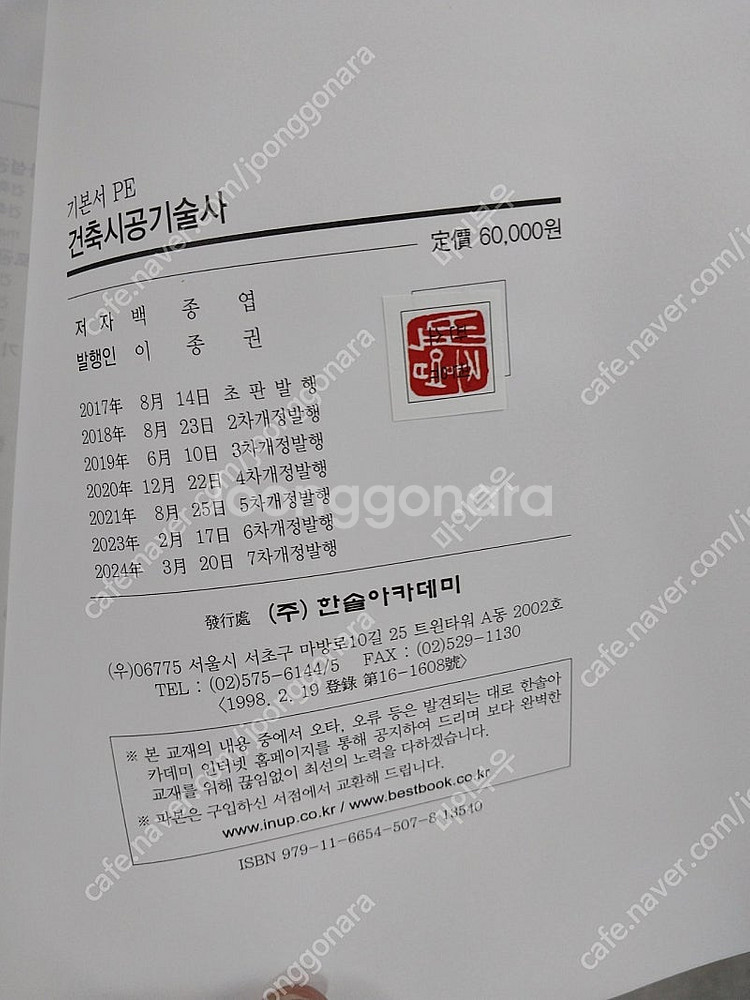 기본서 PE
건축시공기술사
定價 60,000원
저 자 백 종 엽
발행인 이 종 권
2017年 8月 14日 초 판 발 행
2018年 8月 23日 2차개정발행
2019年 6月 10日 3차개정발행
2020年 12月 22日 4차개정발행
2021年 8月 25日 5차개정발행
2023年 2月 17日 6차개정발행
2024年 3月 20日 7차개정발행
發行處 (주) 한솔아카데미
(우)06775 서울시 서초구 마방로10길 25 트윈타워 A동 2002호
TEL : (02)575-6144/5 FAX : (02)529-1130
〈1998. 2. 19 登錄 第16-1608號〉
※ 본 교재의 내용 중에서 오타, 오류 등은 발견되는 대로 한솔아
카데미 인터넷 홈페이지를 통해 공지하여 드리며 보다 완벽한
교재를 위해 끊임없이 최선의 노력을 다하겠습니다.
※ 파본은 구입하신 서점에서 교환해 드립니다.
www.inup.co.kr / www.bestbook.co.kr
ISBN 979-11-6654-507-8 13540
joonggonara
cafe.naver.com/joonggonara